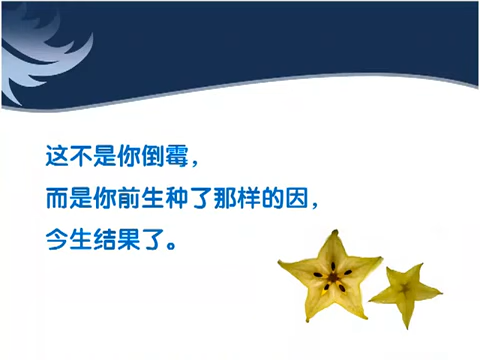 这不是你倒霉，
而是你前生种了那样的因，
今生结果了。